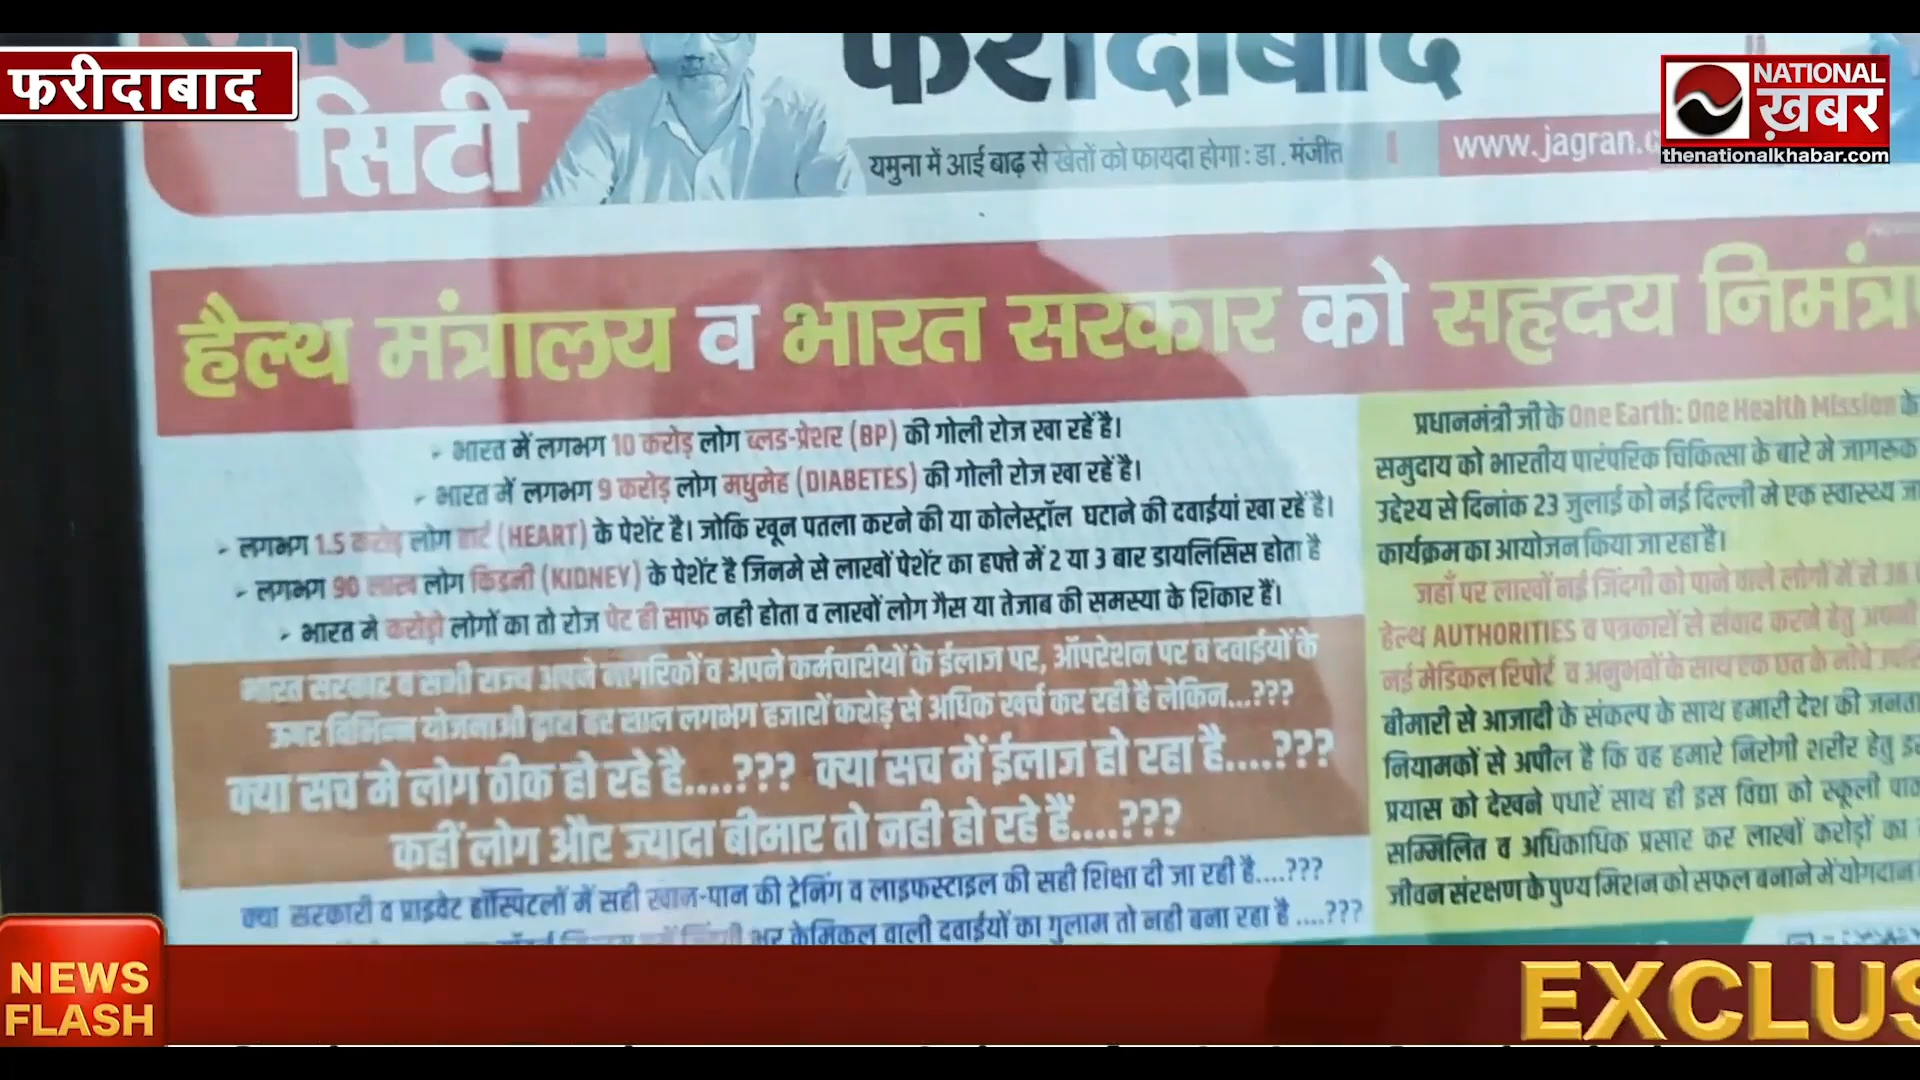 फरीदाबाद
NATIONAL
ख़बर
thenationalkhabar.com
सिटी
फरीदाबाद
यमुना में आई बाढ़ से खेतों को फायदा होगा : डा. मंजीत
www.jagran.c
हैल्थ मंत्रालय व भारत सरकार को सहृदय निमंत्र
भारत में लगभग 10 करोड़ लोग ब्लड-प्रेशर (BP) की गोली रोज खा रहें है।
भारत में लगभग 9 करोड़ लोग मधुमेह (DIABETES) की गोली रोज खा रहें है।
लगभग 1.5 करोड़ लोग हार्ट (HEART) के पेशेंट है। जोकि खून पतला करने की या कोलेस्ट्रॉल घटाने की दवाईयां खा रहें है।
लगभग 90 लाख लोग किडनी (KIDNEY) के पेशेंट है जिनमे से लाखों पेशेंट का हफ्ते में 2 या 3 बार डायलिसिस होता है
भारत मे करोड़ो लोगों का तो रोज पेट ही साफ नही होता व लाखों लोग गैस या तेजाब की समस्या के शिकार हैं।
भारत सरकार व सभी राज्य अपने नागरिकों व अपने कर्मचारीयों के ईलाज पर, ऑपरेशन पर व दवाईयों के
ऊपर विभिन्न योजनाओं द्वारा हर साल लगभग हजारों करोड़ से अधिक खर्च कर रही है लेकिन...???
क्या सच मे लोग ठीक हो रहे है....??? क्या सच में ईलाज हो रहा है....???
कहीं लोग और ज्यादा बीमार तो नही हो रहे हैं....???
क्या सरकारी व प्राइवेट हॉस्पिटलों में सही खान-पान की ट्रेनिंग व लाइफस्टाइल की सही शिक्षा दी जा रही है....???
भर केमिकल वाली दवाईयों का गुलाम तो नही बना रहा है ....???
प्रधानमंत्री जी के One Earth: One Health Mission के
समुदाय को भारतीय पारंपरिक चिकित्सा के बारे मे जागरूक
उद्देश्य से दिनांक 23 जुलाई को नई दिल्ली मे एक स्वास्थ्य जा
कार्यक्रम का आयोजन किया जा रहा है।
जहाँ पर लाखों नई जिंदगी को पाने वाले लोगों में से
हेल्थ AUTHORITIES व पत्रकारों से संवाद करने हेतु अपनी
नई मेडिकल रिपोर्ट व अनुभवों के साथ एक छत के नीचे
बीमारी से आजादी के संकल्प के साथ हमारी देश की जनता
नियामकों से अपील है कि वह हमारे निरोगी शरीर हेतु इ
प्रयास को देखने पधारें साथ ही इस विद्या को स्कूली पा
सम्मिलित व अधिकाधिक प्रसार कर लाखों करोड़ों का
जीवन संरक्षण के पुण्य मिशन को सफल बनाने में योगदान
NEWS
FLASH
EXCLUS